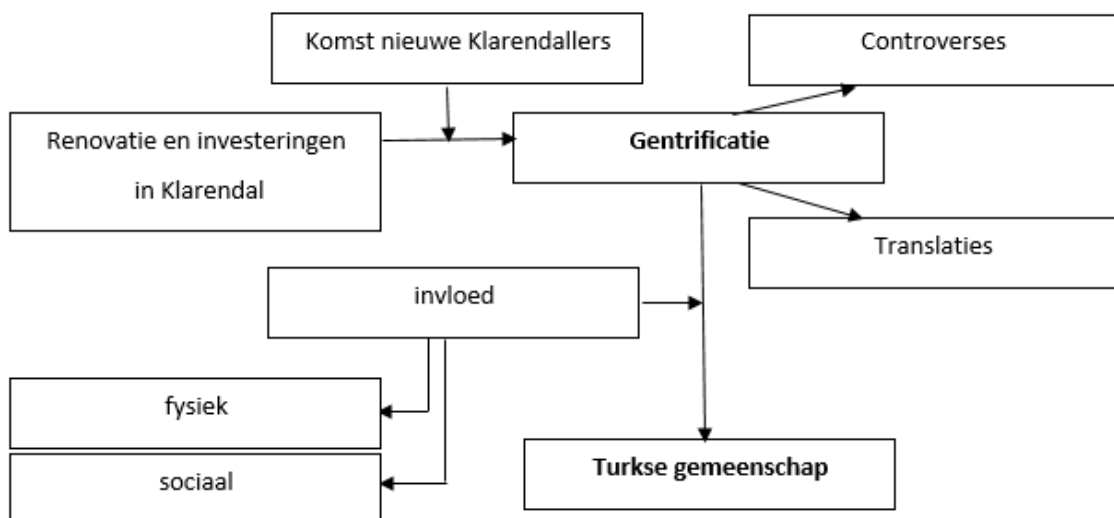 Komst nieuwe Klarendallers
Controverses
Renovatie en investeringen
in Klarendal
Gentrificatie
Translaties
invloed
fysiek
sociaal
Turkse gemeenschap